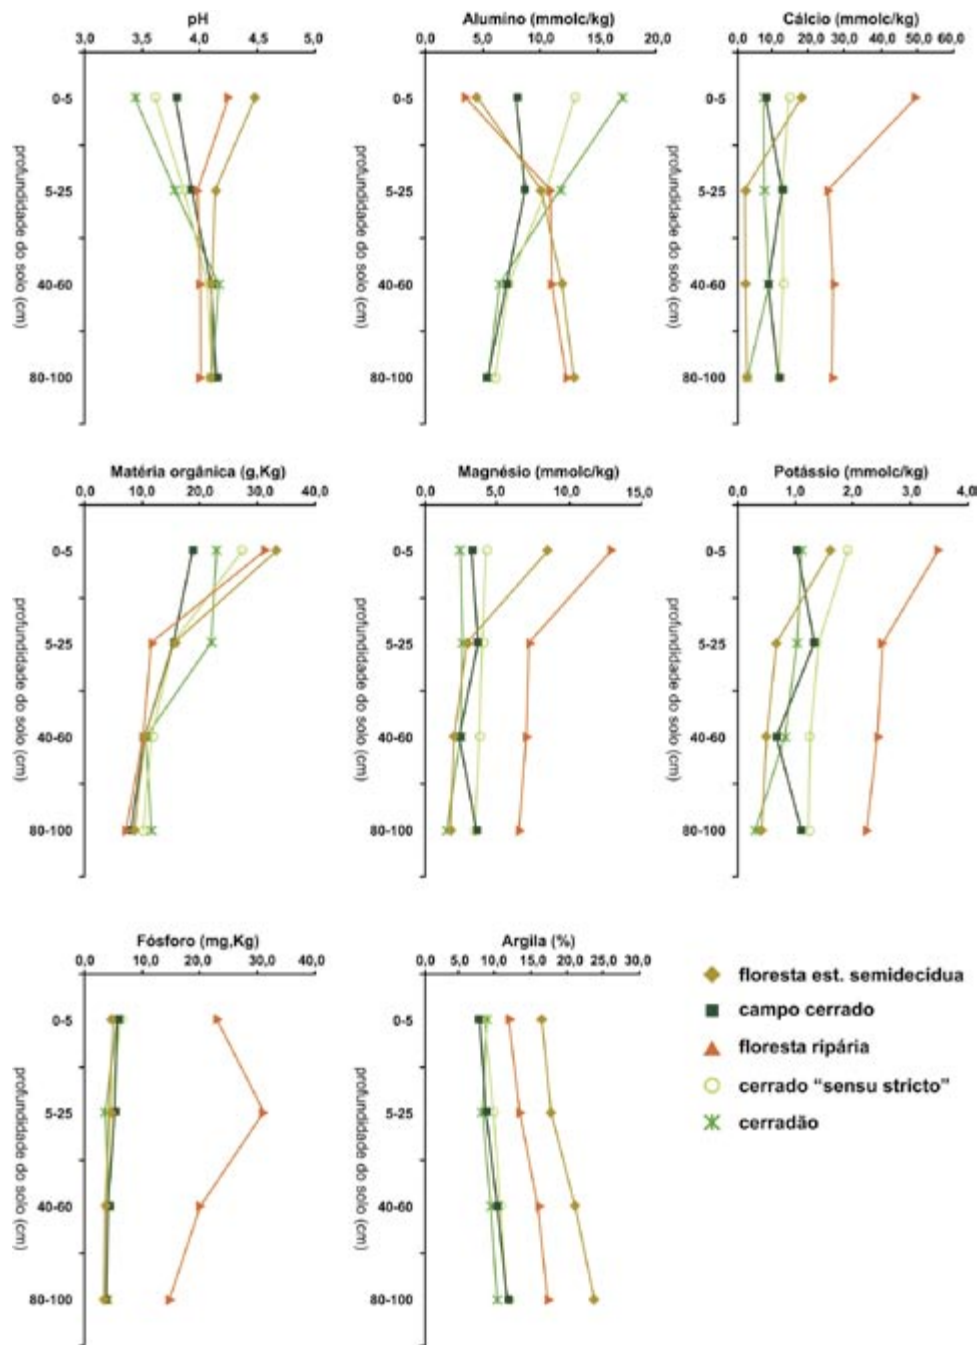 pH
3,0 3,5 4,0 4,5 5,0
0-5
5-25
40-60
80-100
profundidade do solo (cm)
Alumíno (mmolc/kg)
0,0 5,0 10,0 15,0 20,0
0-5
5-25
40-60
80-100
profundidade do solo (cm)
Cálcio (mmolc/kg)
0,0 10,0 20,0 30,0 40,0 50,0 60,0
0-5
5-25
40-60
80-100
profundidade do solo (cm)
Matéria orgânica (g,Kg)
0,0 10,0 20,0 30,0 40,0
0-5
5-25
40-60
80-100
profundidade do solo (cm)
Magnésio (mmolc/kg)
0,0 5,0 10,0 15,0
0-5
5-25
40-60
80-100
profundidade do solo (cm)
Potássio (mmolc/kg)
0,0 1,0 2,0 3,0 4,0
0-5
5-25
40-60
80-100
profundidade do solo (cm)
Fósforo (mg,Kg)
0,0 10,0 20,0 30,0 40,0
0-5
5-25
40-60
80-100
profundidade do solo (cm)
Argila (%)
0,0 5,0 10,0 15,0 20,0 25,0 30,0
0-5
5-25
40-60
80-100
profundidade do solo (cm)
floresta est. semidecidua
campo cerrado
floresta ripária
cerrado “sensu stricto”
cerradão